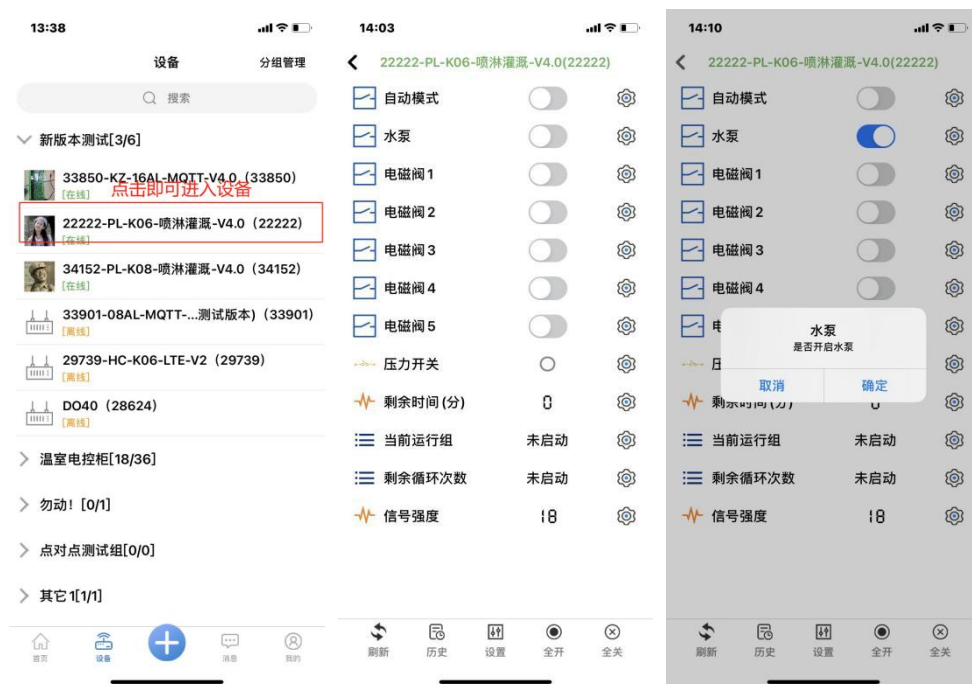 13:38
设备
分组管理
搜索
新版本测试[3/6]
33850-KZ-16AL-MQTT-V4.0（33850）
[在线]
点击即可进入设备
22222-PL-K06-喷淋灌溉-V4.0（22222）
[在线]
34152-PL-K08-喷淋灌溉-V4.0（34152）
[在线]
33901-08AL-MQTT-...测试版本)（33901）
[离线]
29739-HC-K06-LTE-V2（29739）
[离线]
DO40（28624）
[离线]
温室电控柜[18/36]
勿动！[0/1]
点对点测试组[0/0]
其它1[1/1]
首页
设备
消息
我的
14:03
22222-PL-K06-喷淋灌溉-V4.0(22222)
自动模式
水泵
电磁阀1
电磁阀2
电磁阀3
电磁阀4
电磁阀5
压力开关
剩余时间(分) 0
当前运行组 未启动
剩余循环次数 未启动
信号强度 18
刷新
历史
设置
全开
全关
14:10
22222-PL-K06-喷淋灌溉-V4.0(22222)
自动模式
水泵
电磁阀1
电磁阀2
电磁阀3
电磁阀4
电
水泵
是否开启水泵
压
取消
确定
剩余时间(分) 0
当前运行组 未启动
剩余循环次数 未启动
信号强度 18
刷新
历史
设置
全开
全关